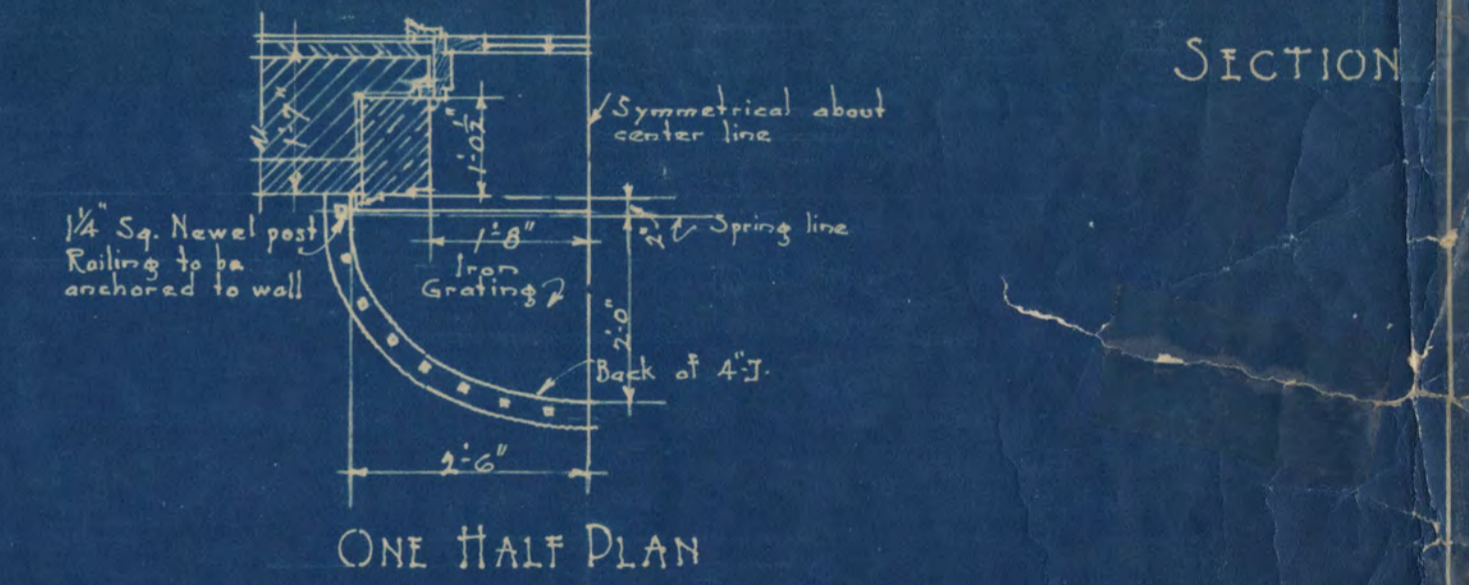 SECTION
Symmetrical about
center line
1'-7"
1'-0½"
1¼" Sq. Newel post
Railing to be
anchored to wall
1'-8"
2"
Spring line
Iron
Grating
2'-0"
Back of 4"-
2'-6"
ONE HALF PLAN